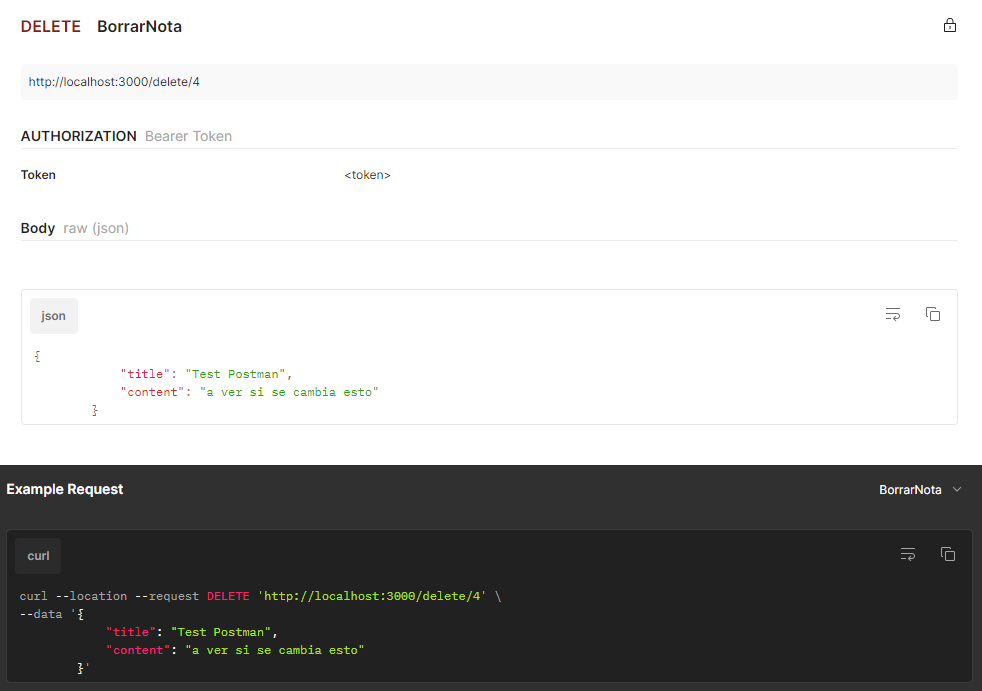 DELETE BorrarNota
http://localhost:3000/delete/4
AUTHORIZATION Bearer Token
Token <token>
Body raw (json)
json
{
"title": "Test Postman",
"content": "a ver si se cambia esto"
}
Example Request BorrarNota
curl
curl --location --request DELETE 'http://localhost:3000/delete/4' \
--data '{
"title": "Test Postman",
"content": "a ver si se cambia esto"
}'